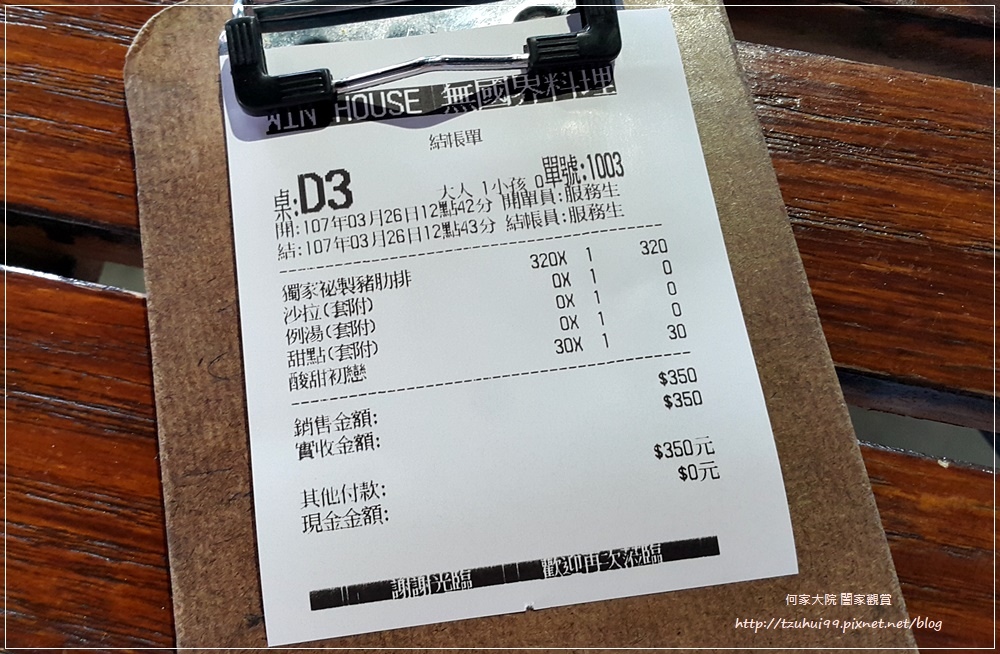 MIN HOUSE 無國界料理
結帳單
桌:D3 大人 1小孩 0單號:1003
開:107年03月26日12點42分 開單員:服務生
結:107年03月26日12點43分 結帳員:服務生
獨家祕製豬肋排 320X 1 320
沙拉(套附) 0X 1 0
例湯(套附) 0X 1 0
甜點(套附) 0X 1 0
酸甜初戀 30X 1 30
銷售金額: $350
實收金額: $350
其他付款: $350元
現金金額: $0元
謝謝光臨 歡迎再次添臨
何家大院 闔家觀賞
http://tzuhui99.pixnet.net/blog